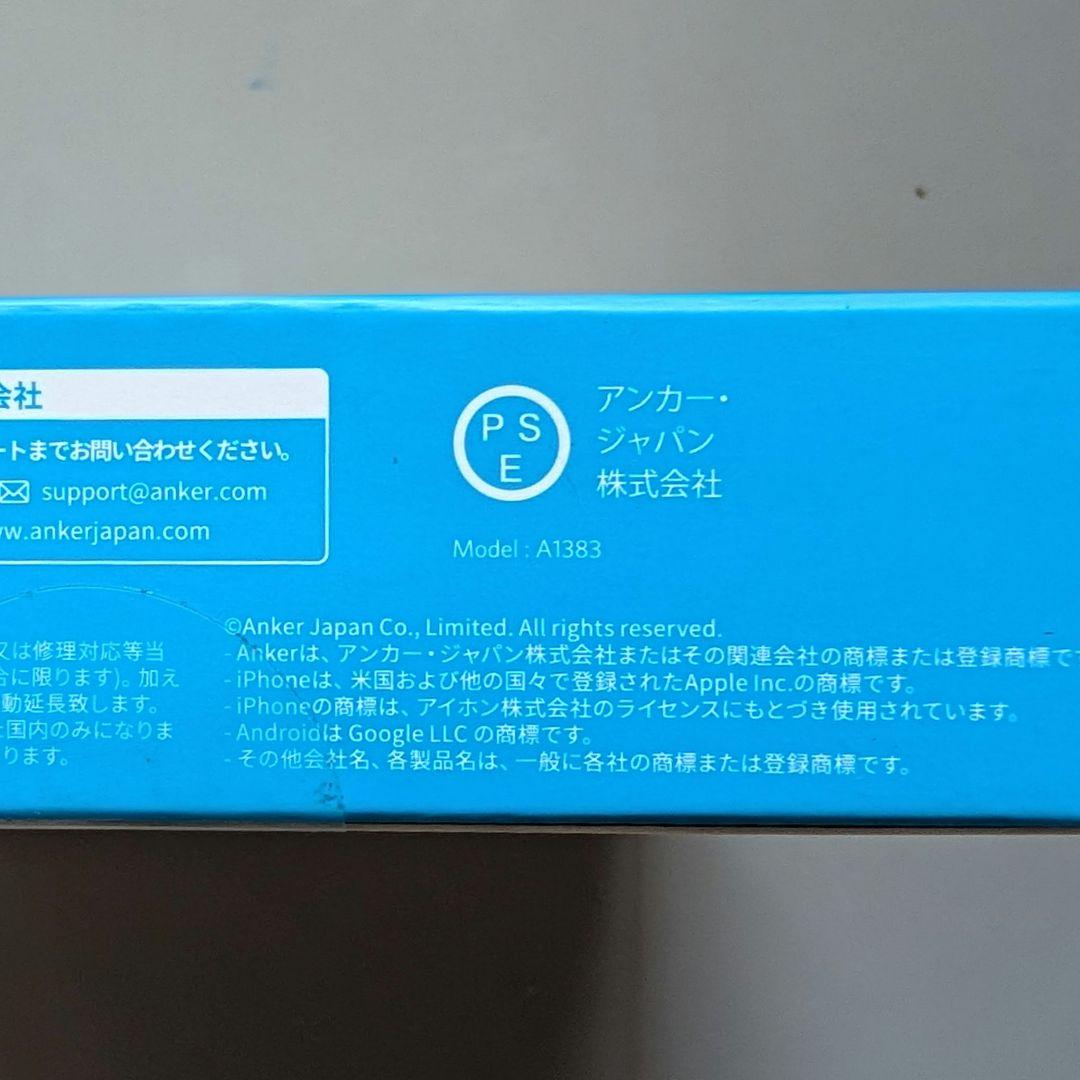 会社
ートまでお問い合わせください。
support@anker.com
w.ankerjapan.com
P S
E
アンカー・
ジャパン
株式会社
Model : A1383
又は修理対応等当
合に限ります)。加え
動延長致します。
国内のみになりま
ります。
©Anker Japan Co., Limited. All rights reserved.
- Ankerは、アンカー・ジャパン株式会社またはその関連会社の商標または登録商標で
- iPhoneは、米国および他の国々で登録されたApple Inc.の商標です。
- iPhoneの商標は、アイホン株式会社のライセンスにもとづき使用されています。
- Androidは Google LLC の商標です。
- その他会社名、各製品名は、一般に各社の商標または登録商標です。